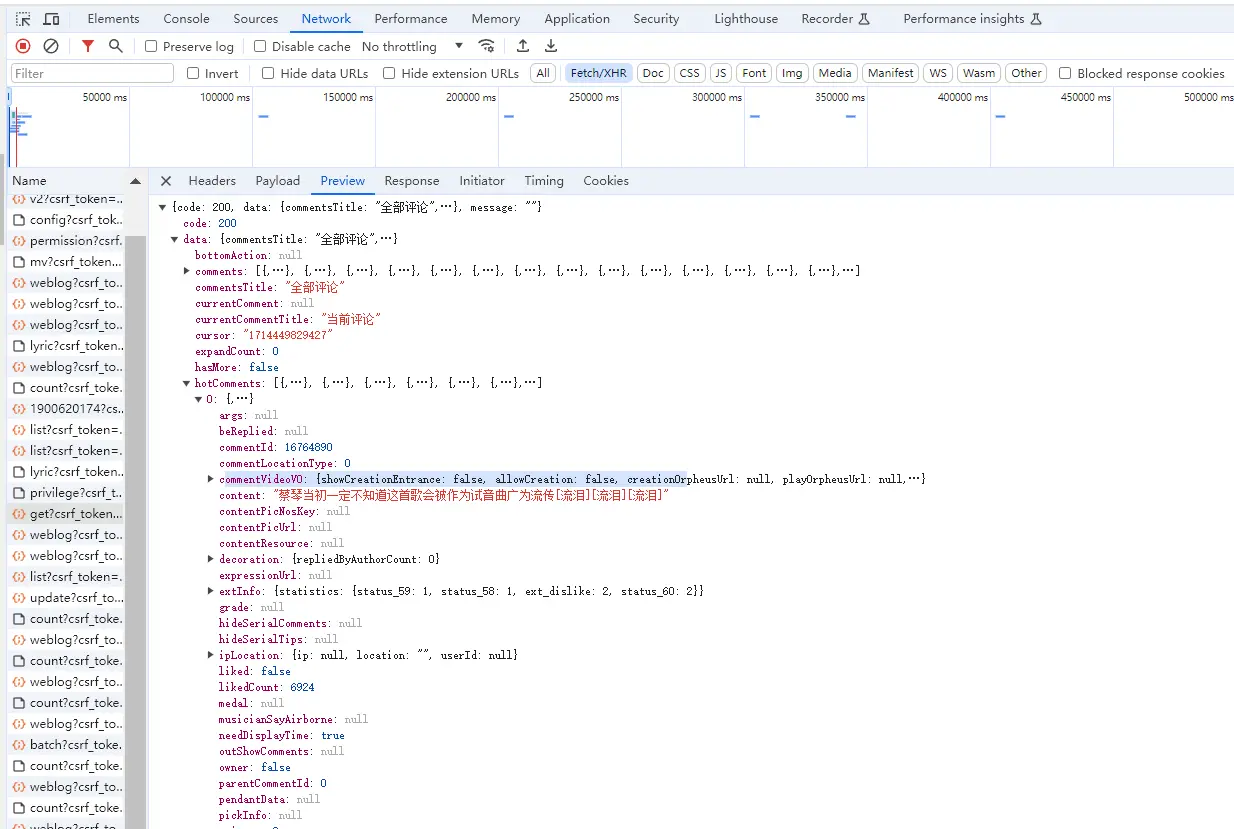 Elements Console Sources Network Performance Memory Application Security Lighthouse Recorder Performance insights
Preserve log Disable cache No throttling
Filter Invert Hide data URLs Hide extension URLs All Fetch/XHR Doc CSS JS Font Img Media Manifest WS Wasm Other Blocked response cookies
50000 ms 100000 ms 150000 ms 200000 ms 250000 ms 300000 ms 350000 ms 400000 ms 450000 ms 500000 ms
Name
v2?csrf_token=..
config?csrf_tok..
permission?csrf.
mv?csrf_token...
weblog?csrf_to..
weblog?csrf_to..
weblog?csrf_to..
lyric?csrf_token..
weblog?csrf_to..
count?csrf_toke.
1900620174?cs..
list?csrf_token=.
list?csrf_token=.
lyric?csrf_token..
privilege?csrf_t..
get?csrf_token...
weblog?csrf_to..
weblog?csrf_to..
list?csrf_token=.
update?csrf_to...
count?csrf_toke.
weblog?csrf_to..
count?csrf_toke.
weblog?csrf_to..
count?csrf_toke.
weblog?csrf_to..
batch?csrf_toke.
count?csrf_toke.
weblog?csrf_to..
count?csrf_toke.
weblog?csrf_to..
Headers Payload Preview Response Initiator Timing Cookies
{code: 200, data: {commentsTitle: "全部评论",…}, message: ""}
code: 200
data: {commentsTitle: "全部评论",…}
bottomAction: null
comments: [{,…}, {,…}, {,…}, {,…}, {,…}, {,…}, {,…}, {,…}, {,…}, {,…}, {,…}, {,…}, {,…}, {,…},…]
commentsTitle: "全部评论"
currentComment: null
currentCommentTitle: "当前评论"
cursor: "1714449829427"
expandCount: 0
hasMore: false
hotComments: [{,…}, {,…}, {,…}, {,…}, {,…}, {,…},…]
0: {,…}
args: null
beReplied: null
commentId: 16764890
commentLocationType: 0
commentVideoVO: {showCreationEntrance: false, allowCreation: false, creationOrpheusUrl: null, playOrpheusUrl: null,…}
content: "蔡琴当初一定不知道这首歌会被作为试音曲广为流传[流泪][流泪][流泪]"
contentPicNosKey: null
contentPicUrl: null
contentResource: null
decoration: {repliedByAuthorCount: 0}
expressionUrl: null
extInfo: {statistics: {status_59: 1, status_58: 1, ext_dislike: 2, status_60: 2}}
grade: null
hideSerialComments: null
hideSerialTips: null
ipLocation: {ip: null, location: "", userId: null}
liked: false
likedCount: 6924
medal: null
musicianSayAirborne: null
needDisplayTime: true
outShowComments: null
owner: false
parentCommentId: 0
pendantData: null
pickInfo: null